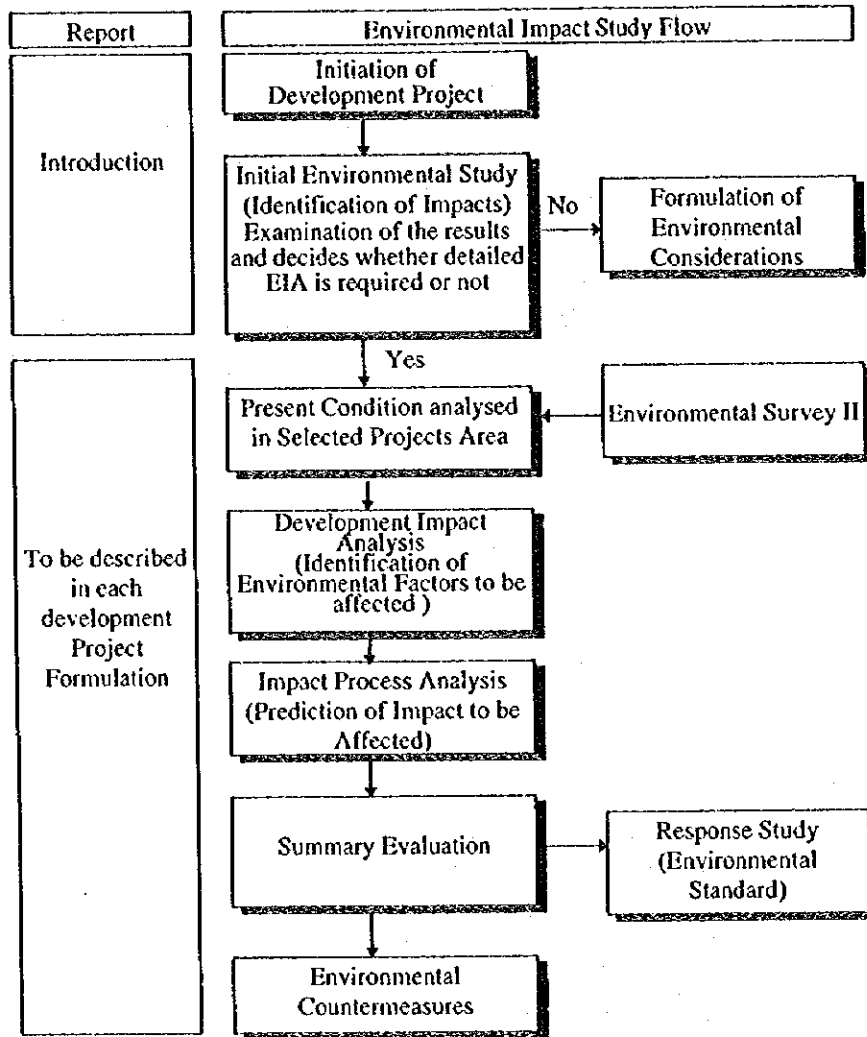 Report
Environmental Impact Study Flow
Introduction
Initiation of
Development Project
Initial Environmental Study
(Identification of Impacts)
Examination of the results
and decides whether detailed
EIA is required or not
No
Formulation of
Environmental
Considerations
Yes
To be described
in each
development
Project
Formulation
Present Condition analysed
in Selected Projects Area
Environmental Survey II
Development Impact
Analysis
(Identification of
Environmental Factors to be
affected )
Impact Process Analysis
(Prediction of Impact to be
Affected)
Summary Evaluation
Response Study
(Environmental
Standard)
Environmental
Countermeasures